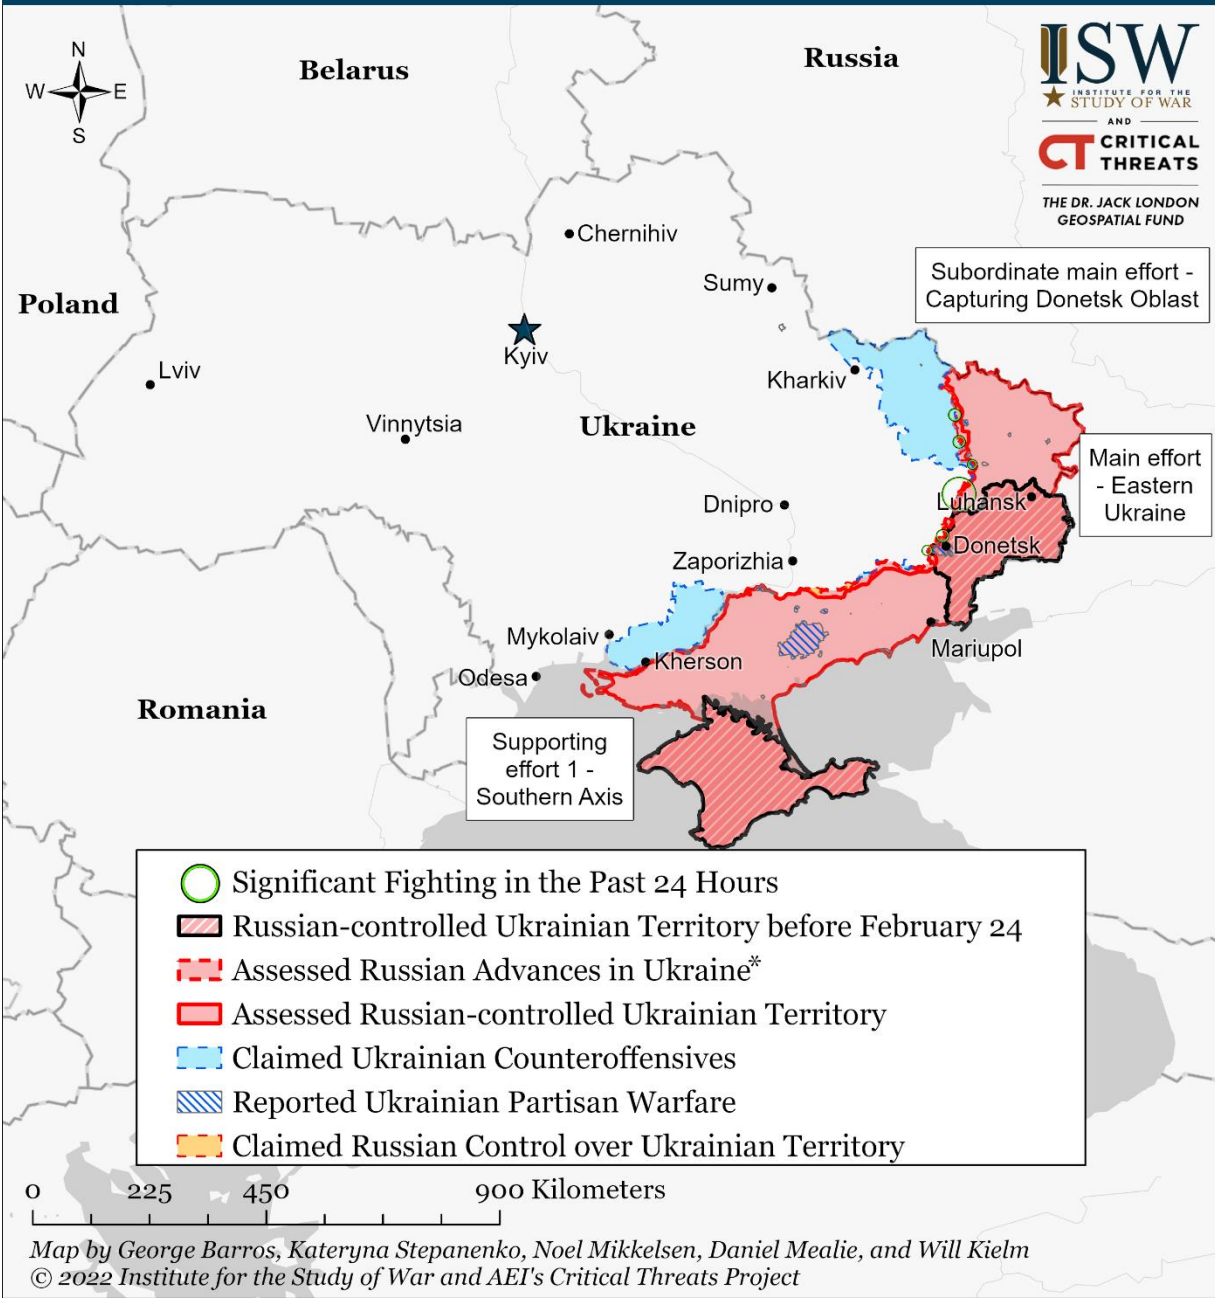 N
W
E
S
Belarus
Russia
ISW
INSTITUTE FOR THE
STUDY OF WAR
AND
CT CRITICAL
THREATS
THE DR. JACK LONDON
GEOSPATIAL FUND
Chernihiv
Sumy
Subordinate main effort -
Capturing Donetsk Oblast
Poland
Kyiv
Lviv
Kharkiv
Vinnytsia
Ukraine
Main effort
- Eastern
Ukraine
Dnipro
Luhansk
Donetsk
Zaporizhia
Mykolaiv
Mariupol
Kherson
Odesa
Romania
Supporting
effort 1 -
Southern Axis
Significant Fighting in the Past 24 Hours
Russian-controlled Ukrainian Territory before February 24
Assessed Russian Advances in Ukraine*
Assessed Russian-controlled Ukrainian Territory
Claimed Ukrainian Counteroffensives
Reported Ukrainian Partisan Warfare
Claimed Russian Control over Ukrainian Territory
0 225 450 900 Kilometers
Map by George Barros, Kateryna Stepanenko, Noel Mikkelsen, Daniel Mealie, and Will Kielm
© 2022 Institute for the Study of War and AEI's Critical Threats Project